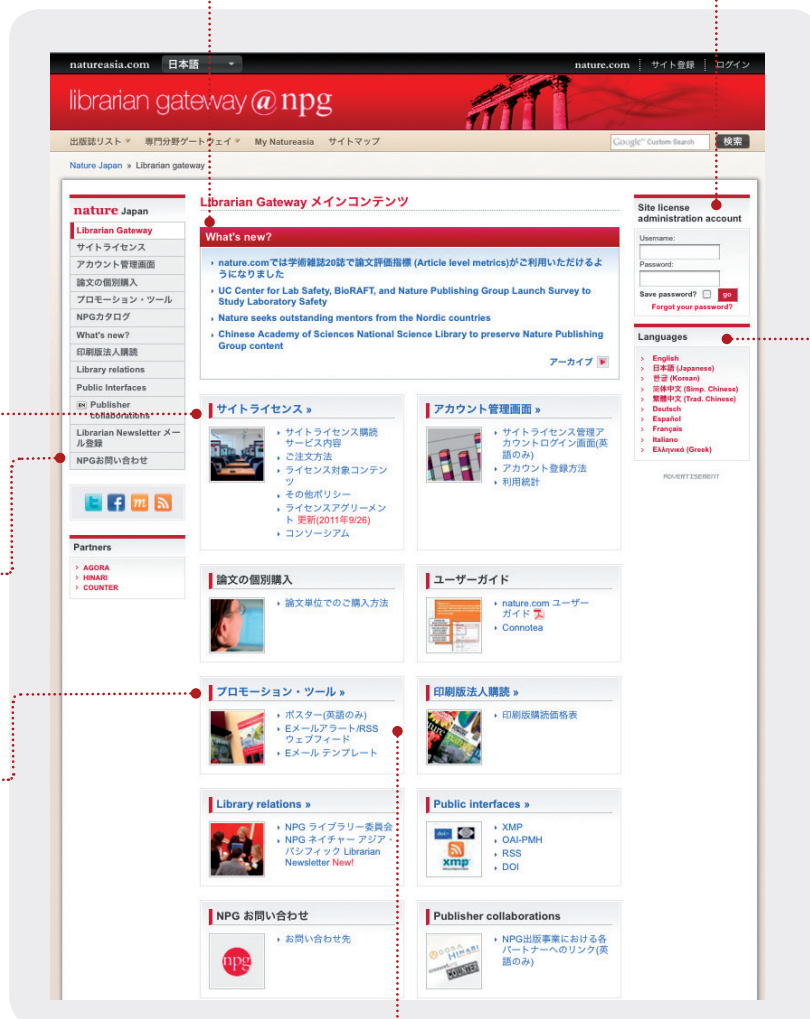 natureasia.com 日本語 nature.com サイト登録 ログイン
librarian gateway @ npg
出版誌リスト 専門分野ゲートウェイ My Natureasia サイトマップ Google™ Custom Search 検索
Nature Japan » Librarian gateway
nature Japan
Librarian Gateway
サイトライセンス
アカウント管理画面
論文の個別購入
プロモーション・ツール
NPGカタログ
What's new?
印刷版法人購読
Library relations
Public Interfaces
Publisher
collaborations
Librarian Newsletter メー
ル登録
NPGお問い合わせ
Partners
AGORA
HINARI
COUNTER
Librarian Gateway メインコンテンツ
What's new?
nature.comでは学術雑誌20誌で論文評価指標 (Article level metrics)がご利用いただけるよ
うになりました
UC Center for Lab Safety, BioRAFT, and Nature Publishing Group Launch Survey to
Study Laboratory Safety
Nature seeks outstanding mentors from the Nordic countries
Chinese Academy of Sciences National Science Library to preserve Nature Publishing
Group content
アーカイブ
サイトライセンス »
サイトライセンス購読
サービス内容
ご注文方法
ライセンス対象コンテン
ツ
その他ポリシー
ライセンスアグリーメン
ト 更新(2011年9/26)
コンソーシアム
アカウント管理画面 »
サイトライセンス管理ア
カウントログイン画面(英
語のみ)
アカウント登録方法
利用統計
論文の個別購入
論文単位でのご購入方法
ユーザーガイド
nature.com ユーザー
ガイド
Connotea
プロモーション・ツール »
ポスター(英語のみ)
Eメールアラート/RSS
ウェブフィード
Eメール テンプレート
印刷版法人購読 »
印刷版購読価格表
Library relations »
NPG ライブラリー委員会
NPG ネイチャー アジア・
パシフィック Librarian
Newsletter New!
Public interfaces »
xmp
XMP
OAI-PMH
RSS
DOI
NPG お問い合わせ
npg
お問い合わせ先
Publisher collaborations
AGORA
HINARI
COUNTER
NPG出版事業における各
パートナーへのリンク(英
語のみ)
Site license
administration account
Username:
Password:
Save password? go
Forgot your password?
Languages
English
日本語 (Japanese)
한글 (Korean)
简体中文 (Simp. Chinese)
繁體中文 (Trad. Chinese)
Deutsch
Español
Français
Italiano
Ελληνικά (Greek)
ADVERTISEMENT